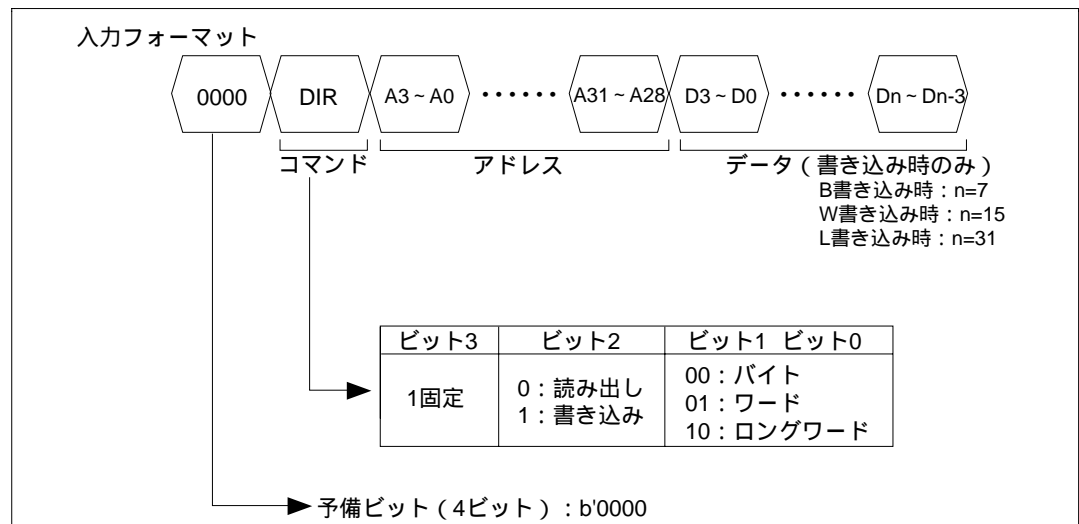 入力フォーマット
0000 DIR A3～A0 ・・・・・・ A31～A28 D3～D0 ・・・・・・ Dn～Dn-3
コマンド アドレス データ（書き込み時のみ）
B書き込み時：n=7
W書き込み時：n=15
L書き込み時：n=31
ビット3 ビット2 ビット1 ビット0
1固定 0：読み出し 00：バイト
1：書き込み 01：ワード
10：ロングワード
予備ビット（4ビット）：b'0000